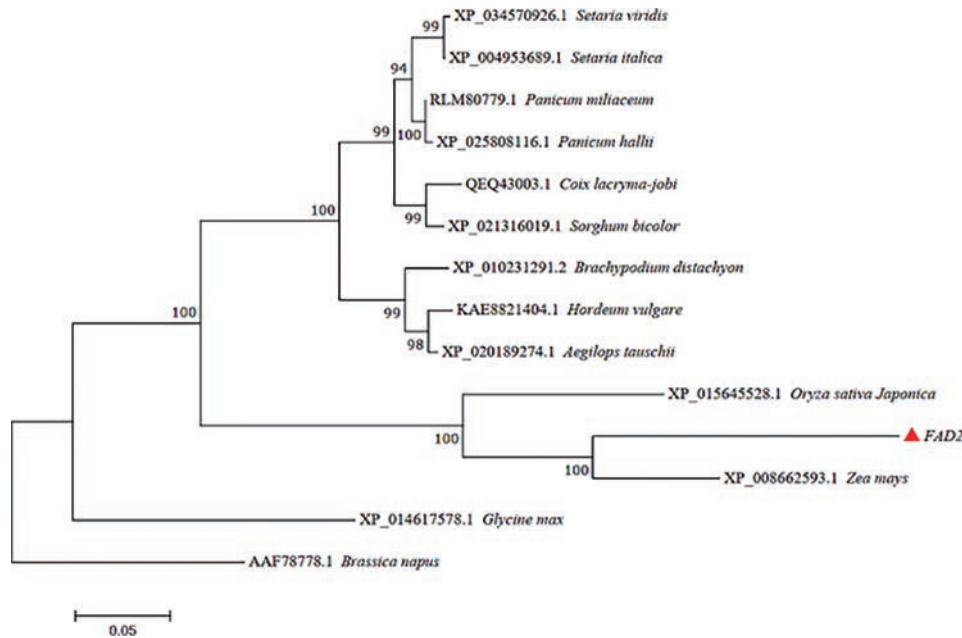 99
XP_034570926.1 Setaria viridis
XP_004953689.1 Setaria italica
94
RLM80779.1 Panicum miliaceum
99
100
XP_025808116.1 Panicum hallii
QEQ43003.1 Coix lacryma-jobi
100
99
XP_021316019.1 Sorghum bicolor
XP_010231291.2 Brachypodium distachyon
99
KAE8821404.1 Hordeum vulgare
100
98
XP_020189274.1 Aegilops tauschii
XP_015645528.1 Oryza sativa Japonica
100
FAD2
100
XP_008662593.1 Zea mays
XP_014617578.1 Glycine max
AAF78778.1 Brassica napus
0.05